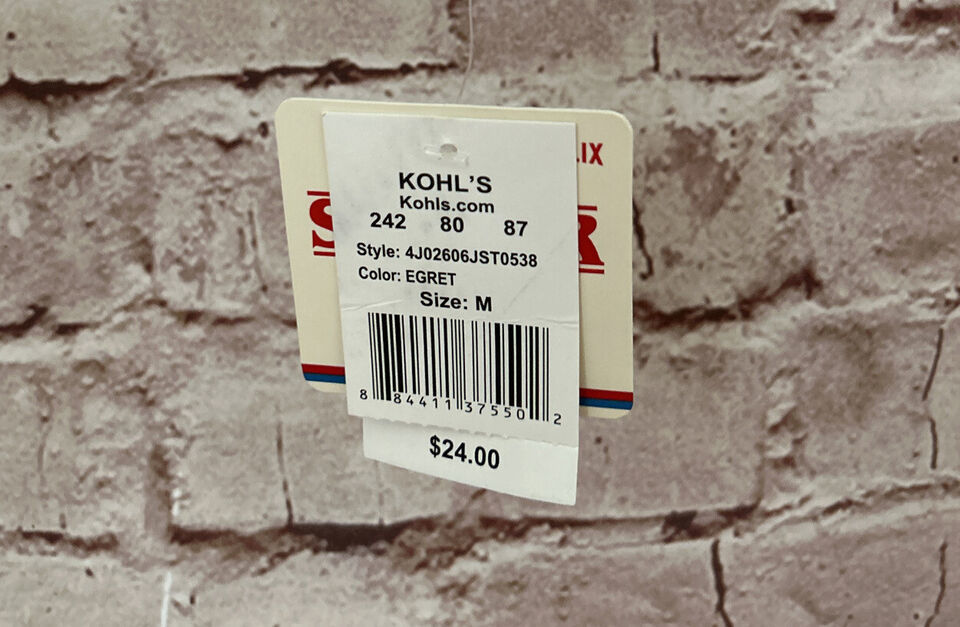 KOHL'S
Kohls.com
242 80 87
Style: 4J02606JST0538
Color: EGRET
Size: M
8 84411 37550 2
$24.00